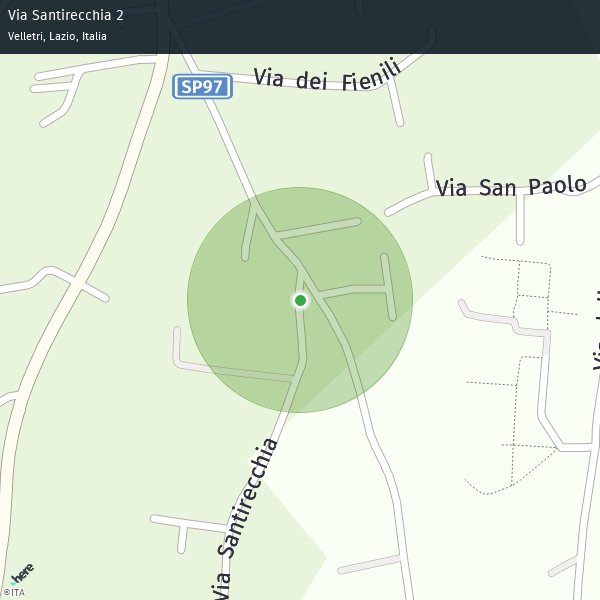 Via Santirecchia 2
Velletri, Lazio, Italia
Via dei Fienili
SP97
Via San Paolo
Via Santirecchia
here
©ITA